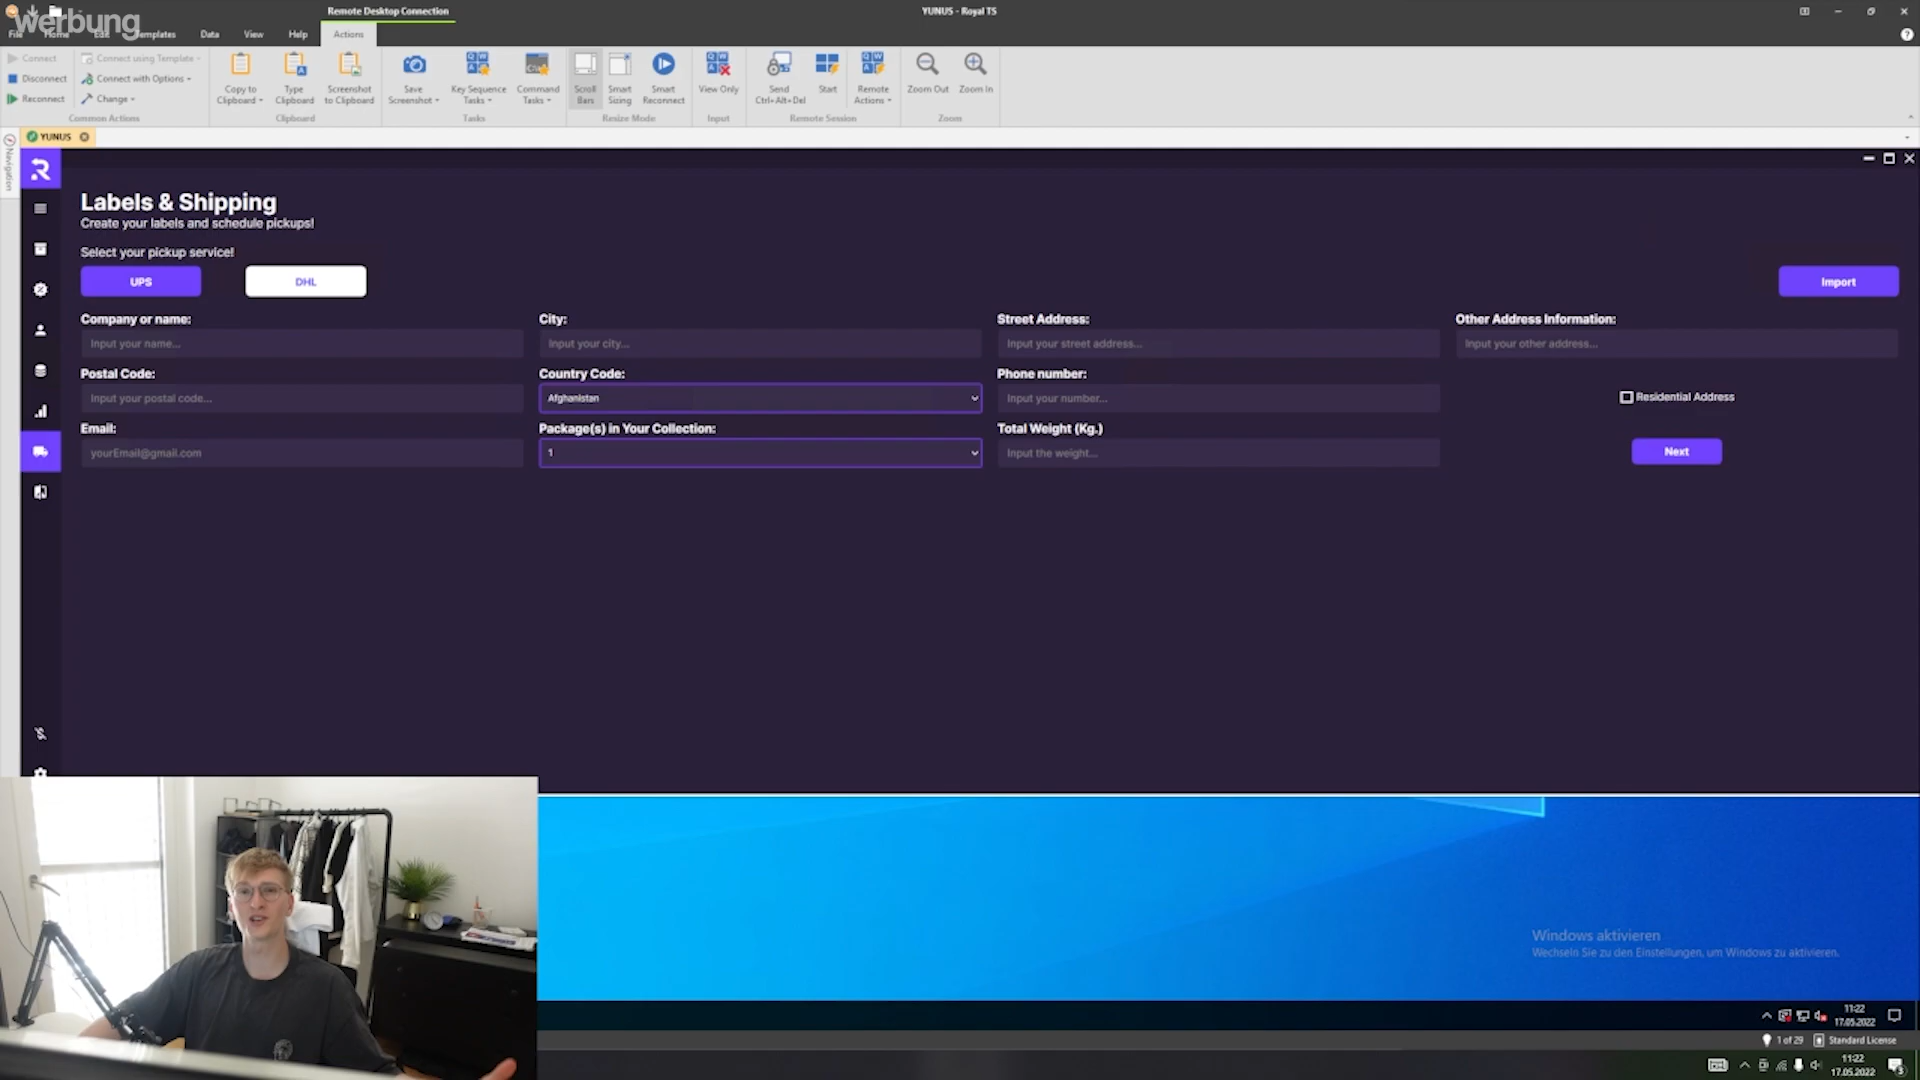 werbung
Remote Desktop Connection
YUNUS - Royal TS
File Home Edit Templates Data View Help Actions
Connect
Disconnect
Reconnect
Connect using Template
Connect with Options
Change
Common Actions
Copy to Clipboard
Type Clipboard
Screenshot to Clipboard
Clipboard
Save Screenshot
Key Sequence Tasks
Command Tasks
Tasks
Scroll Bars
Smart Sizing
Smart Reconnect
Resize Mode
View Only
Input
Send Ctrl+Alt+Del
Start
Remote Actions
Remote Session
Zoom Out
Zoom In
Zoom
Navigation
YUNUS
Labels & Shipping
Create your labels and schedule pickups!
Select your pickup service!
UPS
DHL
Import
Company or name:
City:
Street Address:
Other Address Information:
Input your name...
Input your city...
Input your street address...
Input your other address...
Postal Code:
Country Code:
Phone number:
Input your postal code...
Afghanistan
Input your number...
Residential Address
Email:
Package(s) in Your Collection:
Total Weight (Kg.)
yourEmail@gmail.com
1
Input the weight...
Next
Windows aktivieren
Wechseln Sie zu den Einstellungen, um Windows zu aktivieren.
11:22
17.05.2022
1 of 29
Standard License
11:22
17.05.2022